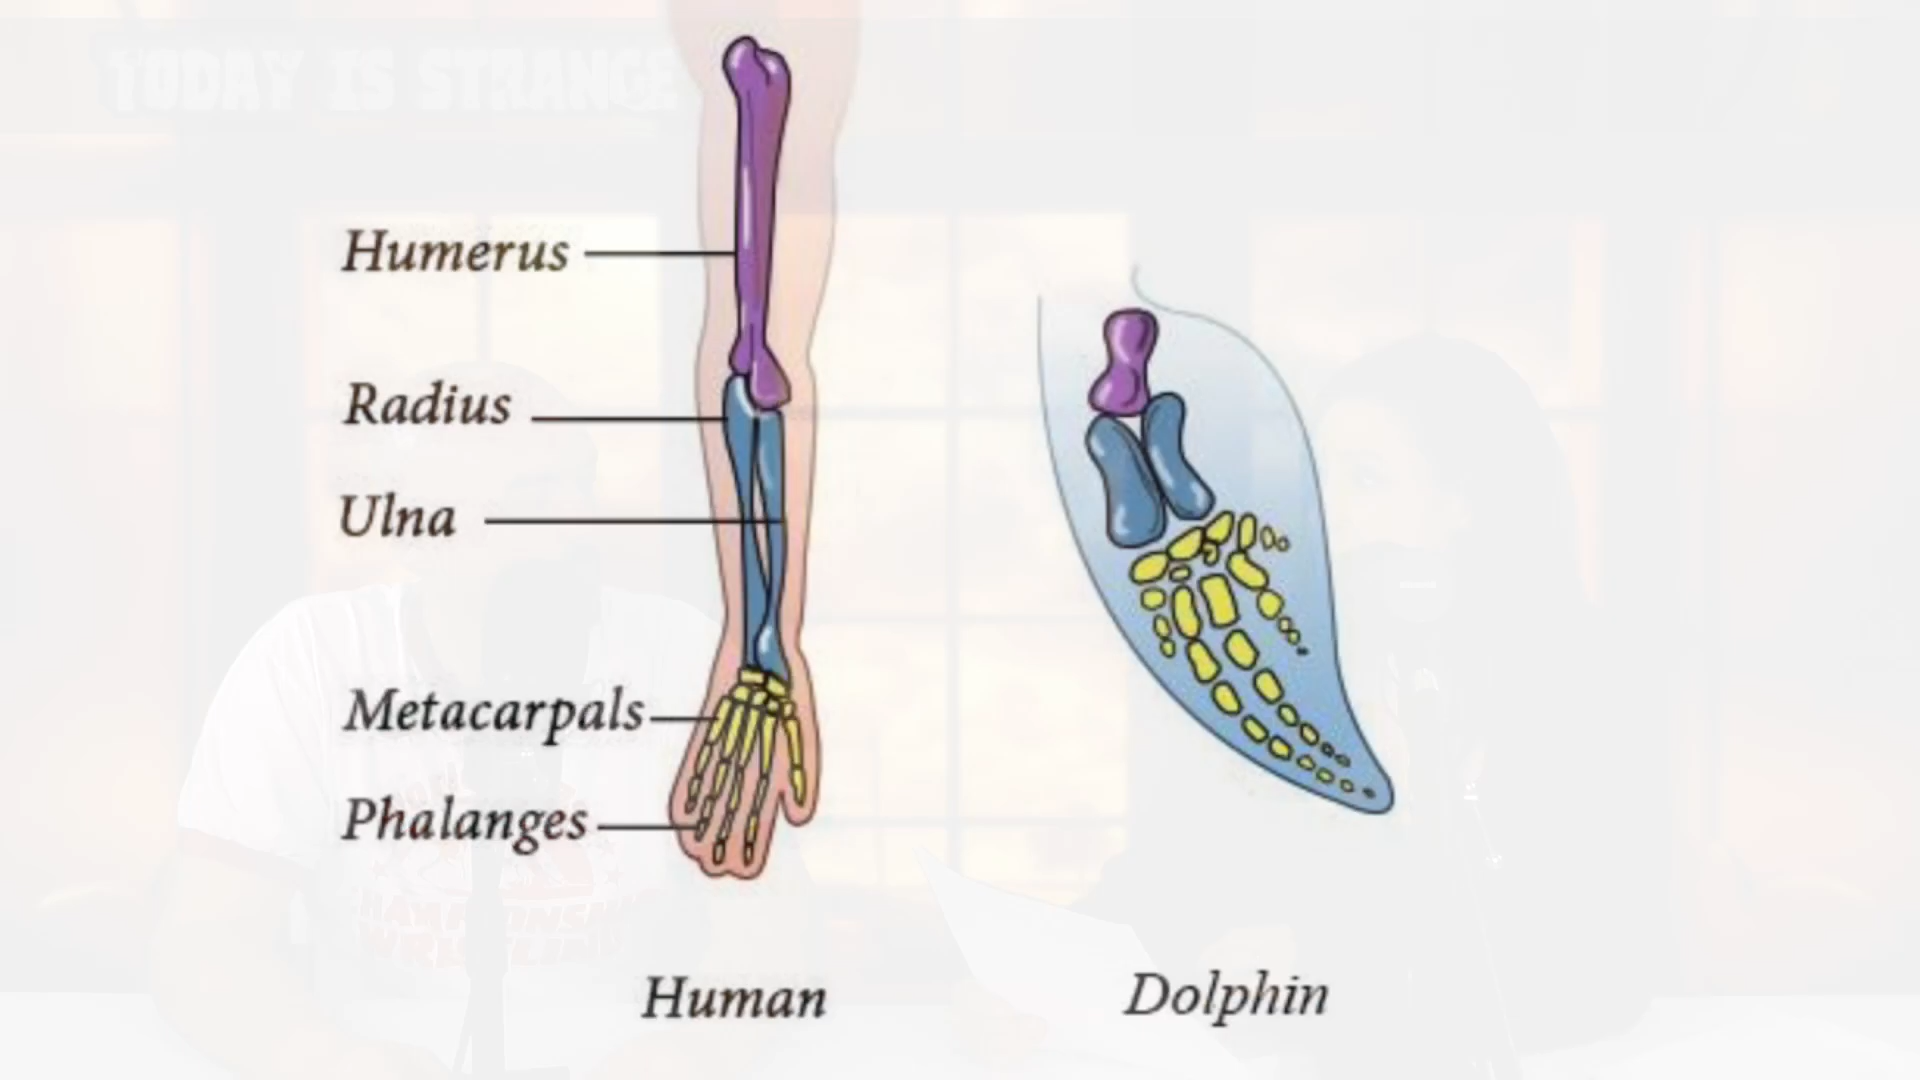 TODAY IS STRANGE
Humerus
Radius
Ulna
Metacarpals
Phalanges
Human
Dolphin